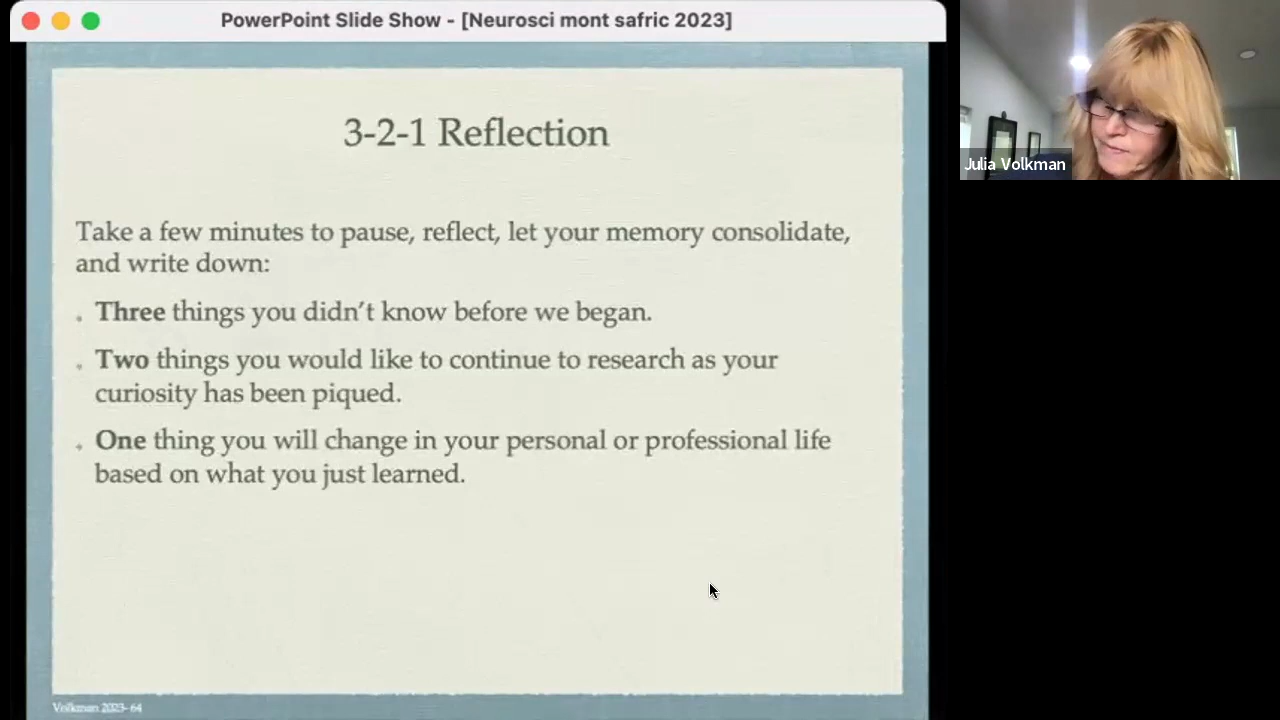 PowerPoint Slide Show - [Neurosci mont safric 2023]
3-2-1 Reflection
Take a few minutes to pause, reflect, let your memory consolidate,
and write down:
Three things you didn't know before we began.
Two things you would like to continue to research as your
curiosity has been piqued.
One thing you will change in your personal or professional life
based on what you just learned.
Volkman 2023- 64
Julia Volkman